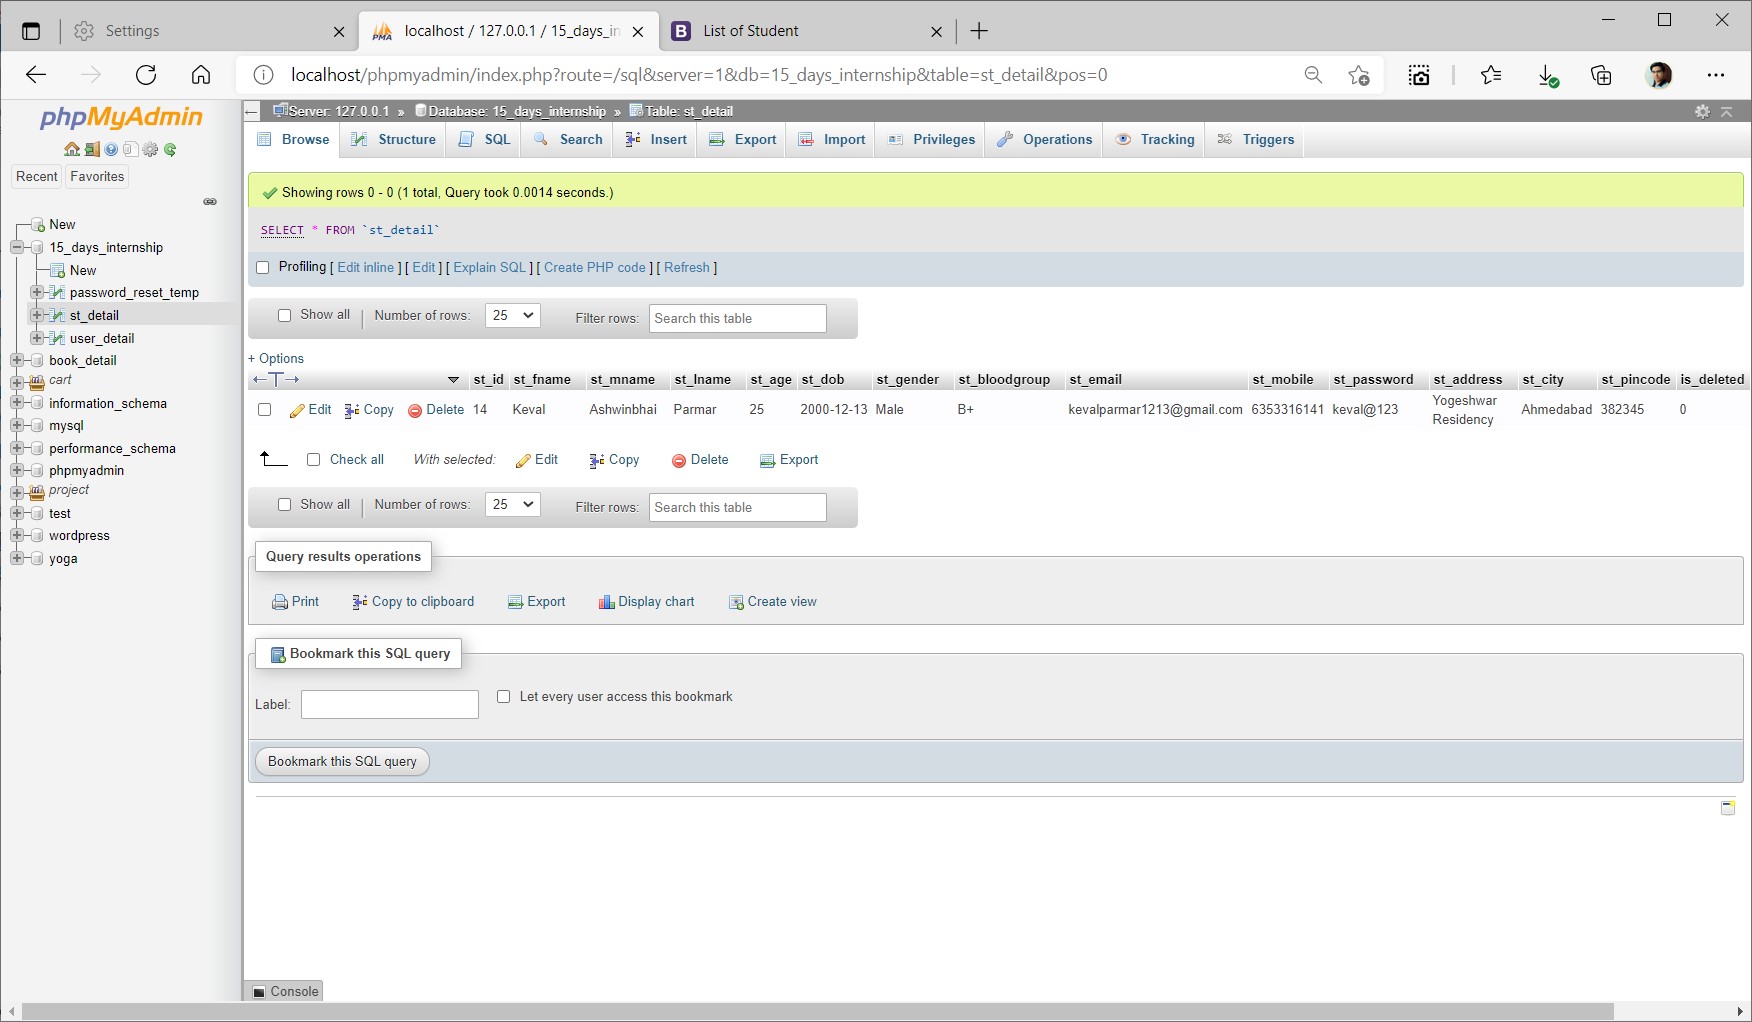 Settings
localhost / 127.0.0.1 / 15_days_in
List of Student
localhost/phpmyadmin/index.php?route=/sql&server=1&db=15_days_internship&table=st_detail&pos=0
phpMyAdmin
Recent Favorites
New
15_days_internship
New
password_reset_temp
st_detail
user_detail
book_detail
cart
information_schema
mysql
performance_schema
phpmyadmin
project
test
wordpress
yoga
Server: 127.0.0.1 » Database: 15_days_internship » Table: st_detail
Browse Structure SQL Search Insert Export Import Privileges Operations Tracking Triggers
Showing rows 0 - 0 (1 total, Query took 0.0014 seconds.)
SELECT * FROM `st_detail`
Profiling [ Edit inline ] [ Edit ] [ Explain SQL ] [ Create PHP code ] [ Refresh ]
Show all Number of rows: 25 Filter rows: Search this table
+ Options
st_id st_fname st_mname st_lname st_age st_dob st_gender st_bloodgroup st_email st_mobile st_password st_address st_city st_pincode is_deleted
Edit Copy Delete 14 Keval Ashwinbhai Parmar 25 2000-12-13 Male B+ kevalparmar1213@gmail.com 6353316141 keval@123 Yogeshwar Residency Ahmedabad 382345 0
Check all With selected: Edit Copy Delete Export
Show all Number of rows: 25 Filter rows: Search this table
Query results operations
Print Copy to clipboard Export Display chart Create view
Bookmark this SQL query
Label: Let every user access this bookmark
Bookmark this SQL query
Console